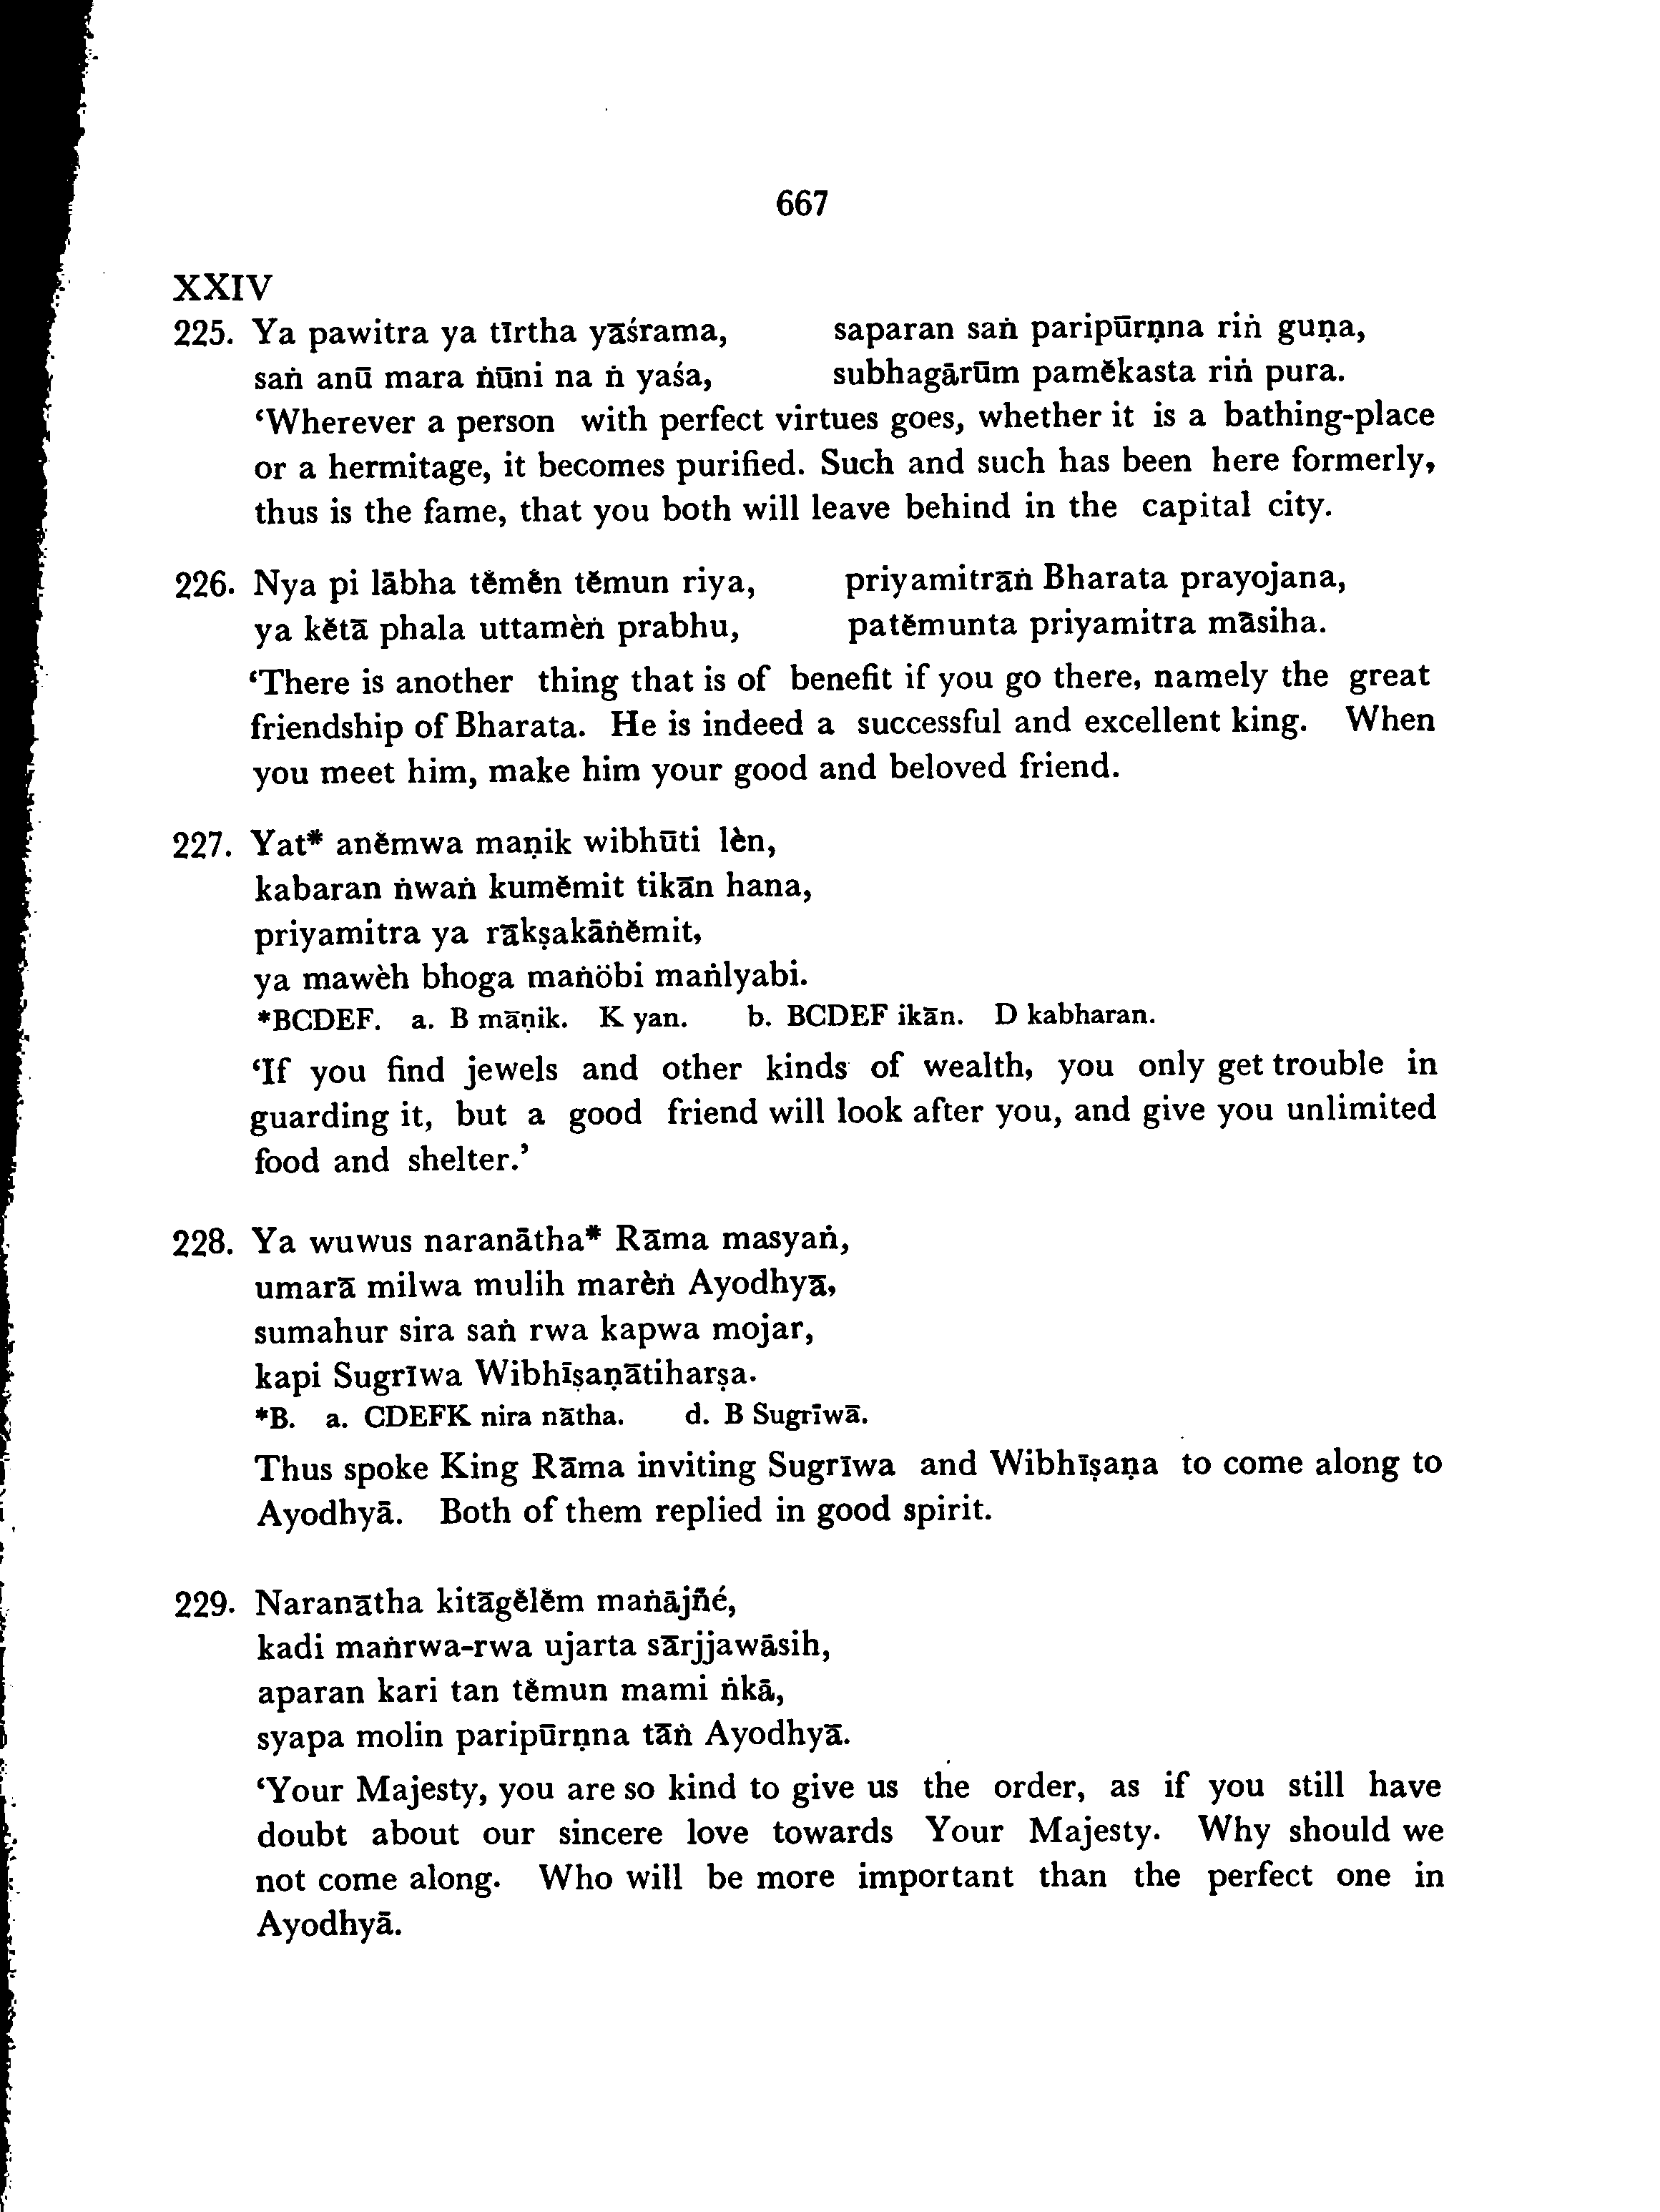 667
XXIV
225. Ya pawitra ya tīrtha yāśrama, saparan saṅ paripūrṇna riṅ guṇa,
saṅ anū mara ṅūni na ṅ yaśa, subhagārūm pamĕkasta riṅ pura.
‘Wherever a person with perfect virtues goes, whether it is a bathing-place
or a hermitage, it becomes purified. Such and such has been here formerly,
thus is the fame, that you both will leave behind in the capital city.
226. Nya pi lābha tĕmĕn tĕmun riya, priyamitrāṅ Bharata prayojana,
ya kĕtā phala uttamèṅ prabhu, patĕmunta priyamitra māsiha.
‘There is another thing that is of benefit if you go there, namely the great
friendship of Bharata. He is indeed a successful and excellent king. When
you meet him, make him your good and beloved friend.
227. Yat* anĕmwa maṇik wibhūti lèn,
kabaran ṅwaṅ kumĕmit tikān hana,
priyamitra ya rākṣakāṅĕmit,
ya mawèh bhoga maṅöbi maṅlyabi.
*BCDEF. a. B māṇik. K yan. b. BCDEF ikān. D kabharan.
‘If you find jewels and other kinds of wealth, you only get trouble in
guarding it, but a good friend will look after you, and give you unlimited
food and shelter.’
228. Ya wuwus naranātha* Rāma masyaṅ,
umarā milwa mulih marèṅ Ayodhyā,
sumahur sira saṅ rwa kapwa mojar,
kapi Sugrīwa Wibhīṣaṇātiharṣa.
*B. a. CDEFK nira nātha. d. B Sugrīwā.
Thus spoke King Rāma inviting Sugrīwa and Wibhīṣaṇa to come along to
Ayodhyā. Both of them replied in good spirit.
229. Naranātha kitāgĕlĕm maṅājñé,
kadi maṅrwa-rwa ujarta sārjjawāsih,
aparan kari tan tĕmun mami ṅkā,
syapa molin paripūrṇna tāṅ Ayodhyā.
‘Your Majesty, you are so kind to give us the order, as if you still have
doubt about our sincere love towards Your Majesty. Why should we
not come along. Who will be more important than the perfect one in
Ayodhyā.